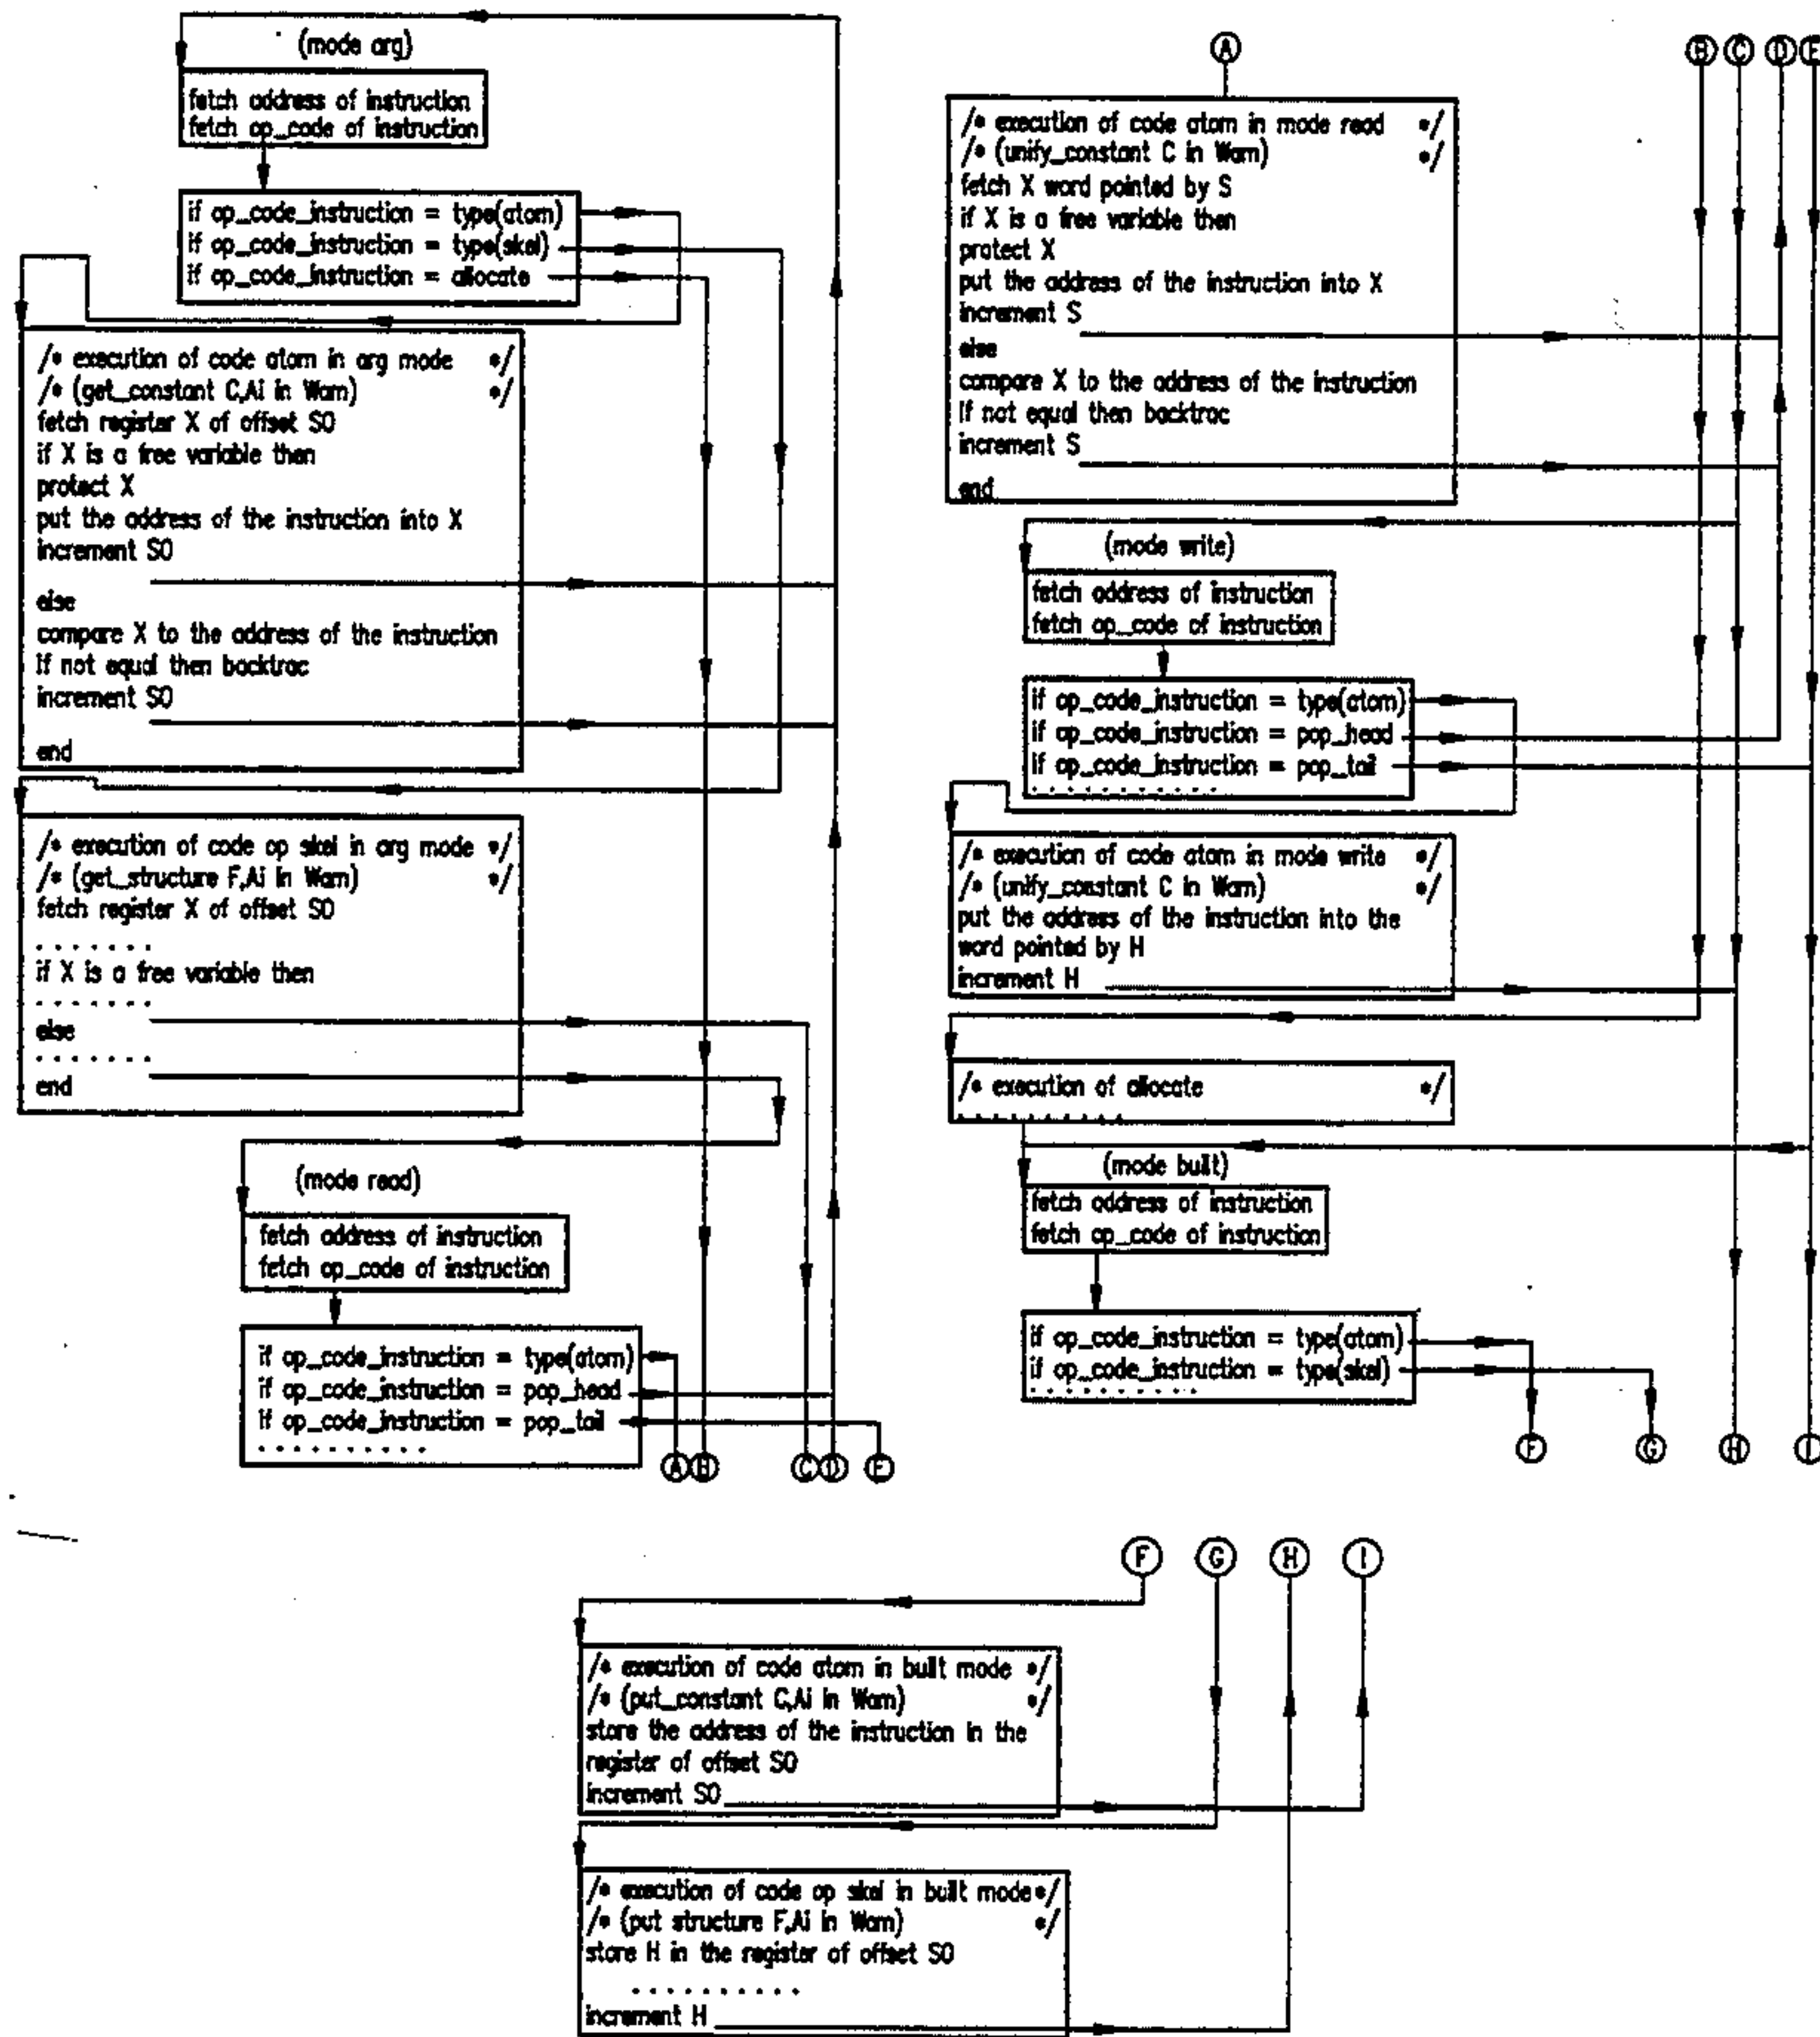 (mode arg)
fetch address of instruction
fetch op_code of instruction
if op_code_instruction = type(atom)
if op_code_instruction = type(skel)
if op_code_instruction = allocate
/* execution of code atom in arg mode */
/* (get_constant C,Ai in Warn) */
fetch register X of offset S0
if X is a free variable then
protect X
put the address of the instruction into X
increment S0
else
compare X to the address of the instruction
if not equal then backtrac
increment S0
end
/* execution of code op skel in arg mode */
/* (get_structure F,Ai in Warn) */
fetch register X of offset S0
. . . . . . .
if X is a free variable then
. . . . . . .
else
. . . . . . .
end
(mode read)
fetch address of instruction
fetch op_code of instruction
if op_code_instruction = type(atom)
if op_code_instruction = pop_head
if op_code_instruction = pop_tail
. . . . . . . . . .
A B C D E
A B C D E
/* execution of code atom in mode read */
/* (unify_constant C in Warn) */
fetch X word pointed by S
if X is a free variable then
protect X
put the address of the instruction into X
increment S
else
compare X to the address of the instruction
if not equal then backtrac
increment S
end
(mode write)
fetch address of instruction
fetch op_code of instruction
if op_code_instruction = type(atom)
if op_code_instruction = pop_head
if op_code_instruction = pop_tail
. . . . . . . . . . .
/* execution of code atom in mode write */
/* (unify_constant C in Warn) */
put the address of the instruction into the
word pointed by H
increment H
/* execution of allocate */
. . . . . . . . . .
(mode built)
fetch address of instruction
fetch op_code of instruction
if op_code_instruction = type(atom)
if op_code_instruction = type(skel)
. . . . . . . . . .
F G H I
F G H I
/* execution of code atom in built mode */
/* (put_constant C,Ai in Warn) */
store the address of the instruction in the
register of offset S0
increment S0
/* execution of code op skel in built mode */
/* (put structure F,Ai in Warn) */
store H in the register of offset S0
. . . . . . . . . .
increment H